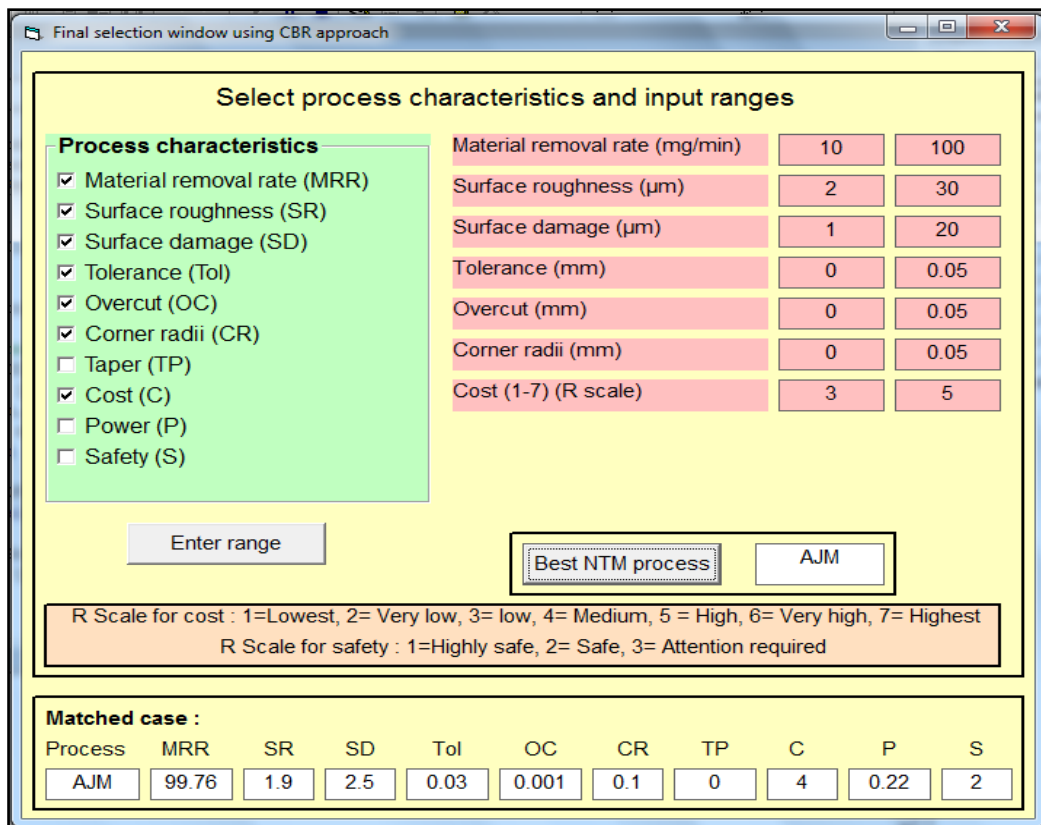 Final selection window using CBR approach
Select process characteristics and input ranges
Process characteristics
Material removal rate (MRR)
Surface roughness (SR)
Surface damage (SD)
Tolerance (Tol)
Overcut (OC)
Corner radii (CR)
Taper (TP)
Cost (C)
Power (P)
Safety (S)
Material removal rate (mg/min) 10 100
Surface roughness (µm) 2 30
Surface damage (µm) 1 20
Tolerance (mm) 0 0.05
Overcut (mm) 0 0.05
Corner radii (mm) 0 0.05
Cost (1-7) (R scale) 3 5
Enter range
Best NTM process AJM
R Scale for cost : 1=Lowest, 2= Very low, 3= low, 4= Medium, 5 = High, 6= Very high, 7= Highest
R Scale for safety : 1=Highly safe, 2= Safe, 3= Attention required
Matched case :
Process MRR SR SD Tol OC CR TP C P S
AJM 99.76 1.9 2.5 0.03 0.001 0.1 0 4 0.22 2